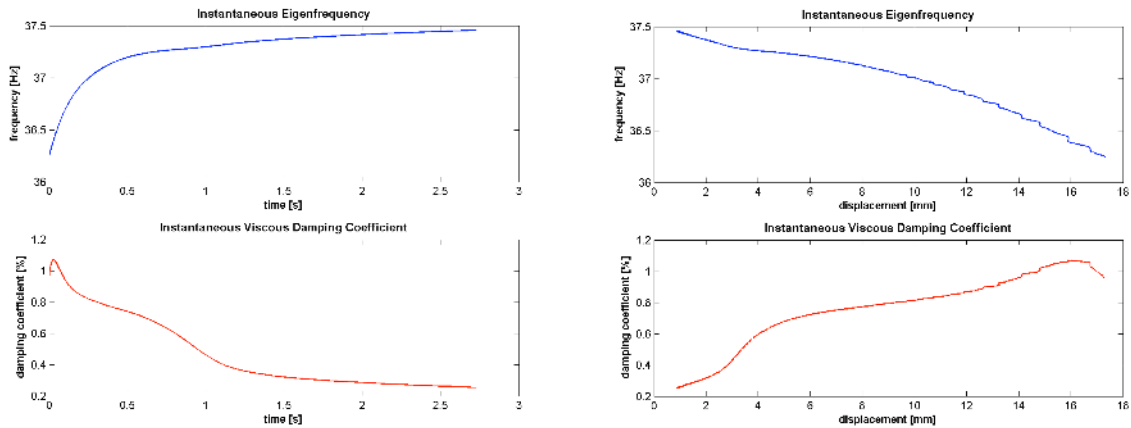 Instantaneous Eigenfrequency
37.5
37
36.5
36
frequency [Hz]
0 0.5 1 1.5 2 2.5 3
time [s]
Instantaneous Viscous Damping Coefficient
1.2
1
0.8
0.6
0.4
0.2
damping coefficient [%]
0 0.5 1 1.5 2 2.5 3
time [s]
Instantaneous Eigenfrequency
37.5
37
36.5
36
frequency [Hz]
0 2 4 6 8 10 12 14 16 18
displacement [mm]
Instantaneous Viscous Damping Coefficient
1.2
1
0.8
0.6
0.4
0.2
damping coefficient [%]
0 2 4 6 8 10 12 14 16 18
displacement [mm]